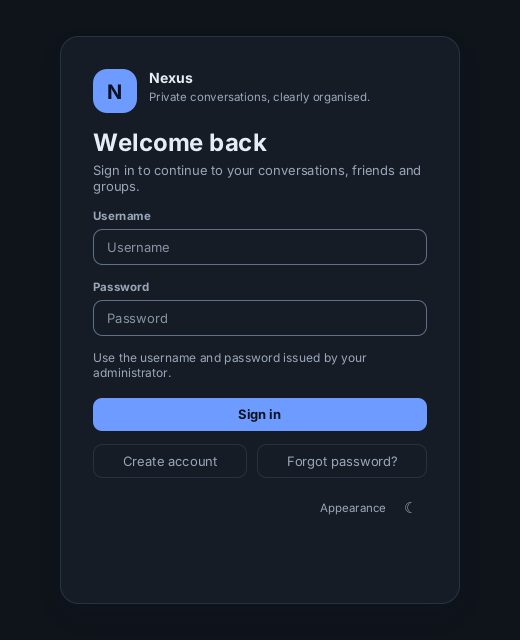 N
Nexus
Private conversations, clearly organised.
Welcome back
Sign in to continue to your conversations, friends and
groups.
Username
Username
Password
Password
Use the username and password issued by your
administrator.
Sign in
Create account
Forgot password?
Appearance